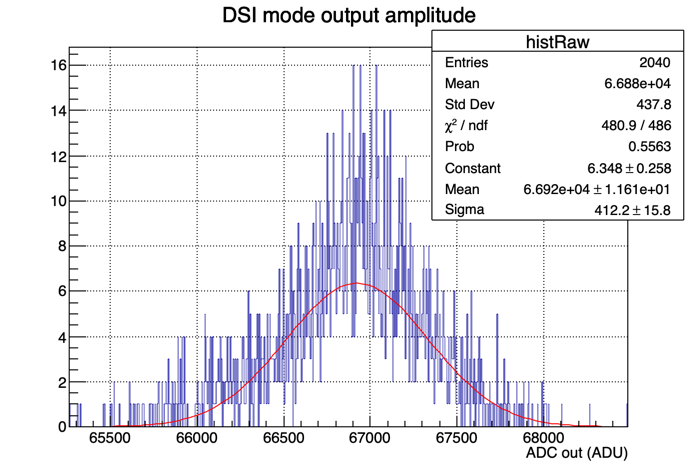 DSI mode output amplitude
histRaw
Entries 2040
Mean 6.688e+04
Std Dev 437.8
χ² / ndf 480.9 / 486
Prob 0.5563
Constant 6.348 ± 0.258
Mean 6.692e+04 ± 1.161e+01
Sigma 412.2 ± 15.8
16
14
12
10
8
6
4
2
0
65500 66000 66500 67000 67500 68000
ADC out (ADU)